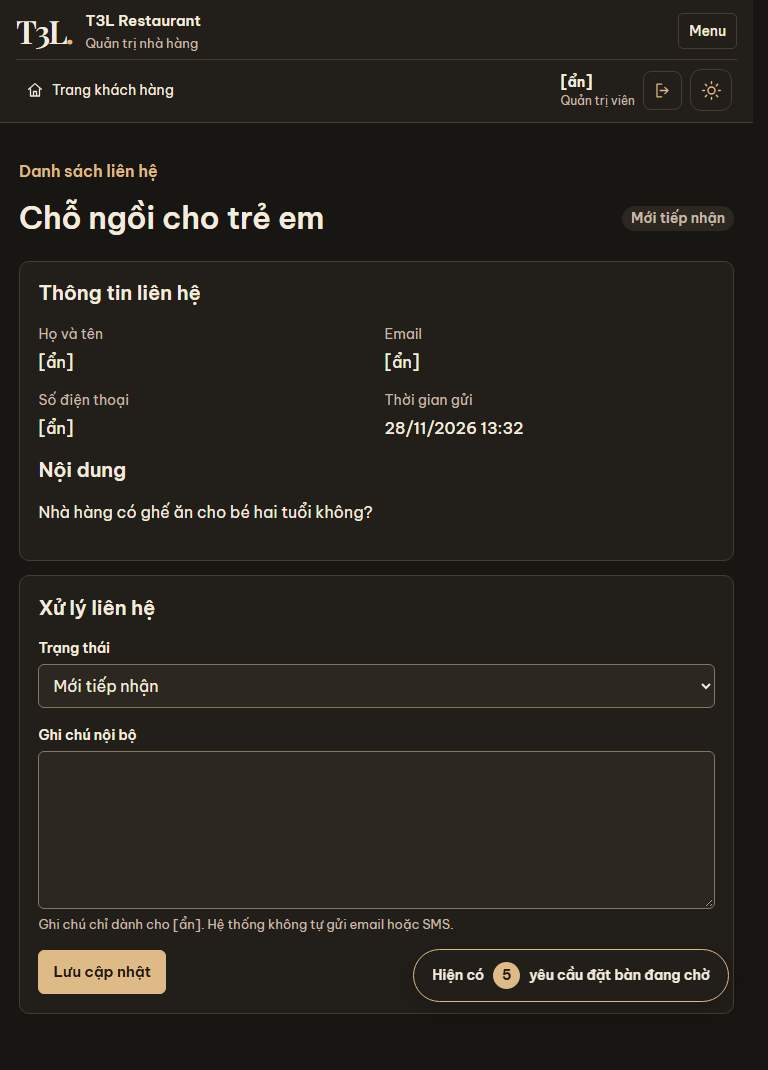 T3L.
T3L Restaurant
Quản trị nhà hàng
Menu
Trang khách hàng
[ẩn]
Quản trị viên
Danh sách liên hệ
Chỗ ngồi cho trẻ em
Mới tiếp nhận
Thông tin liên hệ
Họ và tên
Email
[ẩn]
[ẩn]
Số điện thoại
Thời gian gửi
[ẩn]
28/11/2026 13:32
Nội dung
Nhà hàng có ghế ăn cho bé hai tuổi không?
Xử lý liên hệ
Trạng thái
Mới tiếp nhận
Ghi chú nội bộ
Ghi chú chỉ dành cho [ẩn]. Hệ thống không tự gửi email hoặc SMS.
Lưu cập nhật
Hiện có 5 yêu cầu đặt bàn đang chờ